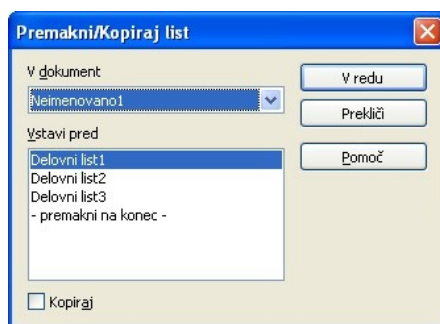 Premakni/Kopiraj list
V dokument
Neimenovano1
Vstavi pred
Delovni list1
Delovni list2
Delovni list3
- premakni na konec -
Kopiraj
V redu
Prekliči
Pomoč